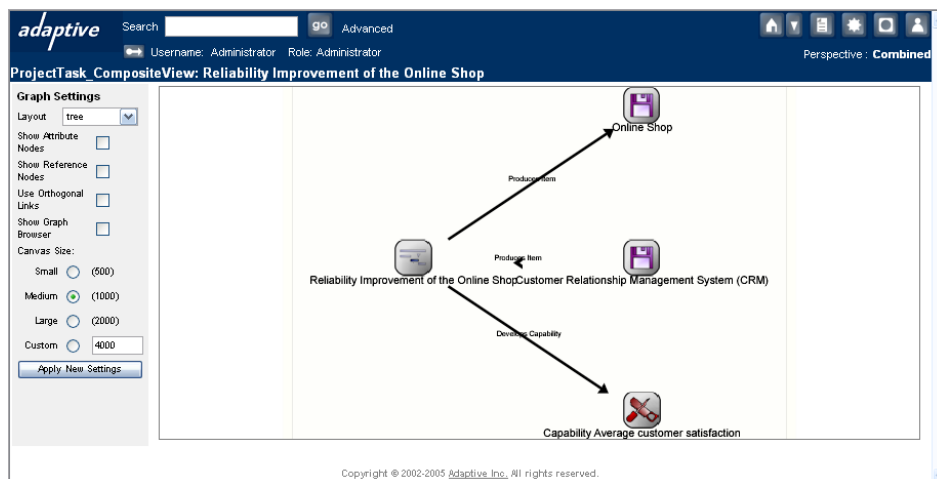 adaptive Search go Advanced
Username: Administrator Role: Administrator
Perspective : Combined
ProjectTask_CompositeView: Reliability Improvement of the Online Shop
Graph Settings
Layout tree
Show Attribute
Nodes
Show Reference
Nodes
Use Orthogonal
Links
Show Graph
Browser
Canvas Size:
Small (500)
Medium (1000)
Large (2000)
Custom 4000
Apply New Settings
Online Shop
Produces Item
Produces Item
Reliability Improvement of the Online Shop
Customer Relationship Management System (CRM)
Develops Capability
Capability Average customer satisfaction
Copyright © 2002-2005 Adaptive Inc. All rights reserved.